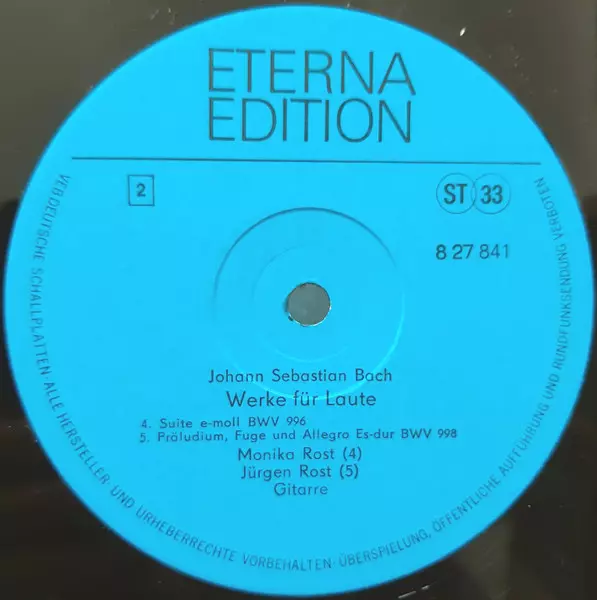 ETERNA
EDITION
2
ST 33
8 27 841
Johann Sebastian Bach
Werke für Laute
4. Suite e-moll BWV 996
5. Präludium, Fuge und Allegro Es-dur BWV 998
Monika Rost (4)
Jürgen Rost (5)
Gitarre
VEB DEUTSCHE SCHALLPLATTEN · ALLE HERSTELLER- UND URHEBERRECHTE VORBEHALTEN · ÜBERSPIELUNG, ÖFFENTLICHE AUFFÜHRUNG UND RUNDFUNKSENDUNG VERBOTEN